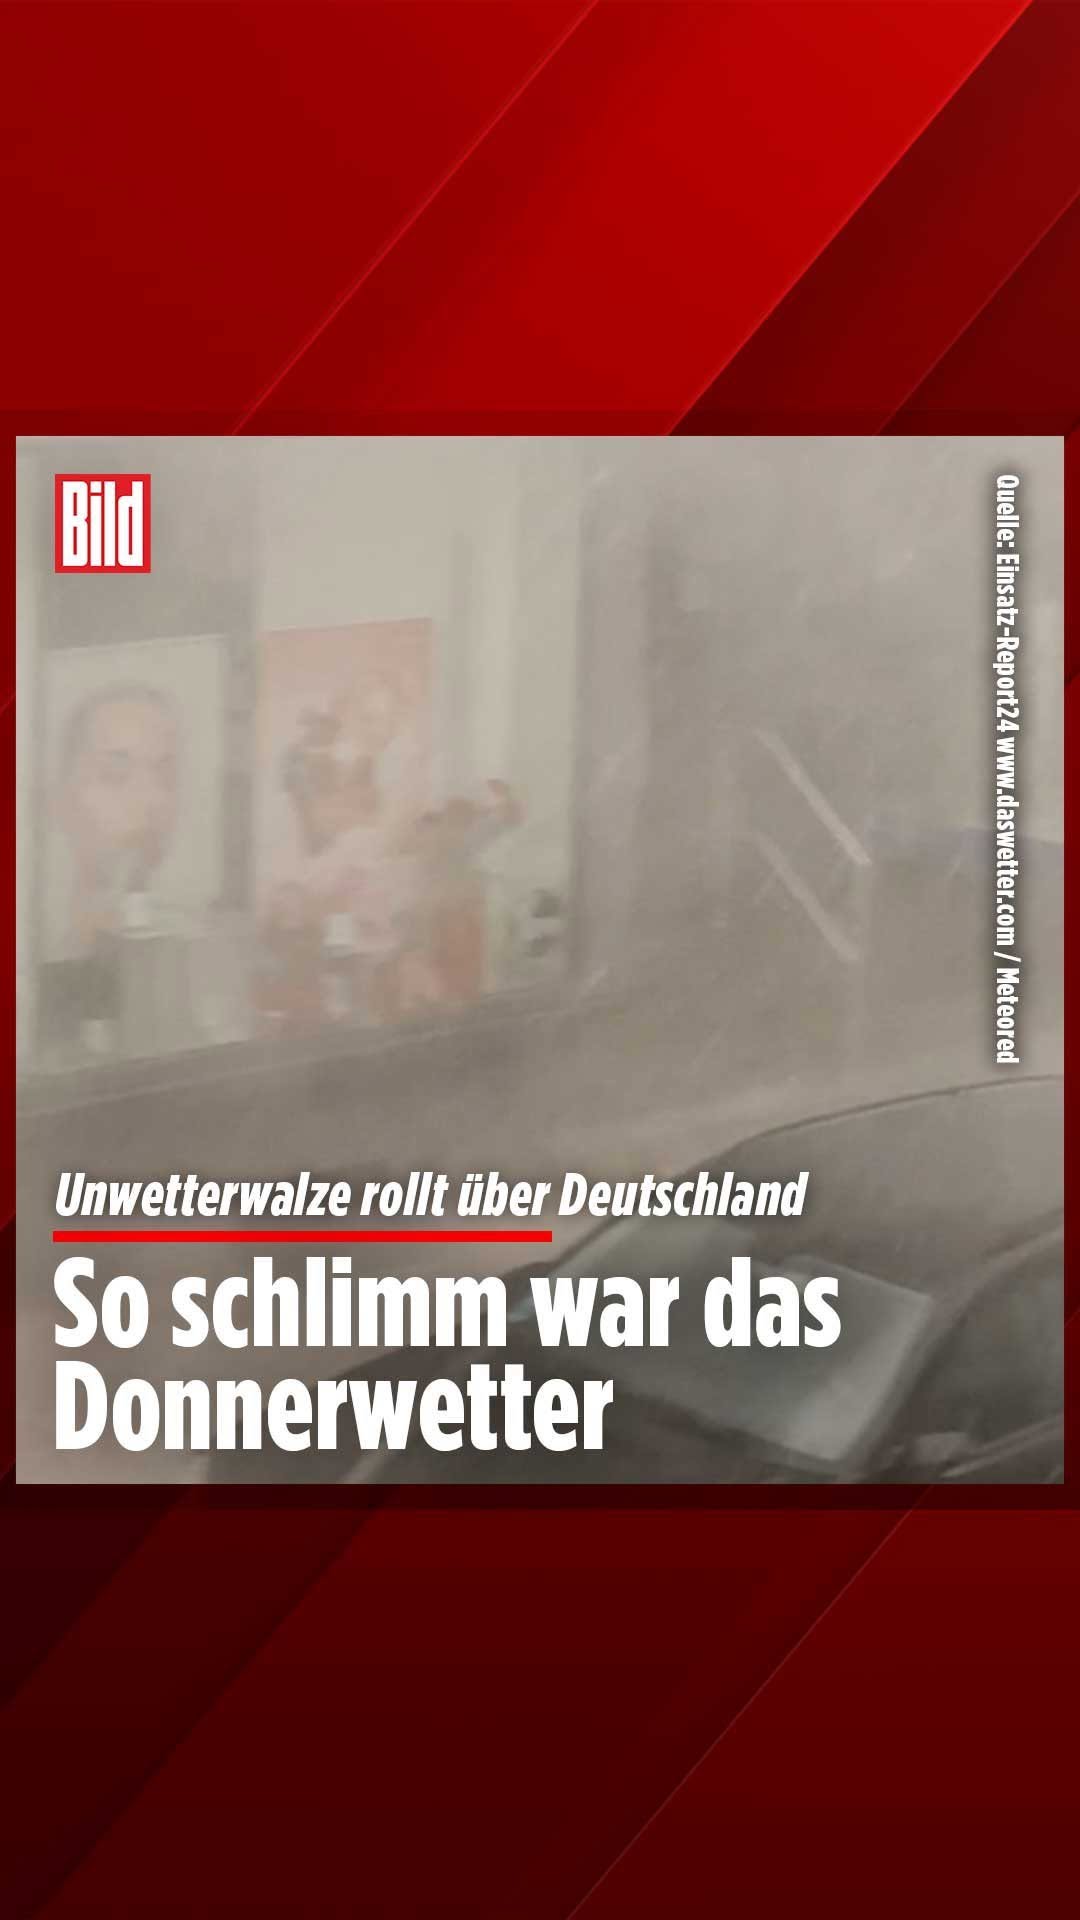 Bild
Quelle: Einsatz-Report24 www.daswetter.com / Meteored
Unwetterwalze rollt über Deutschland
So schlimm war das
Donnerwetter